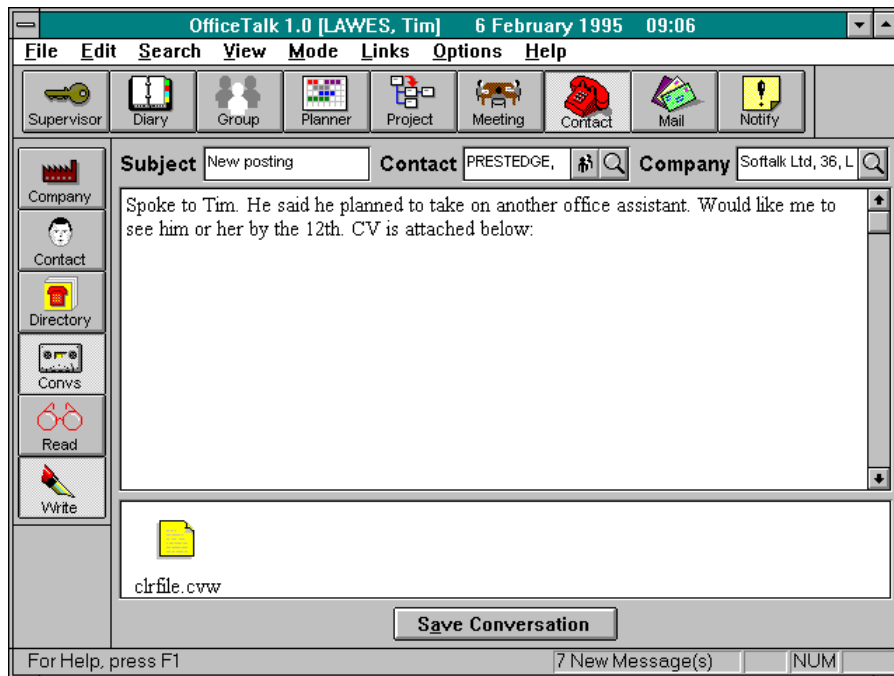 OfficeTalk 1.0 [LAWES, Tim] 6 February 1995 09:06
File Edit Search View Mode Links Options Help
Supervisor Diary Group Planner Project Meeting Contact Mail Notify
Subject New posting Contact PRESTEDGE, Company Softalk Ltd, 36, L
Company
Contact
Directory
Convs
Read
Write
Spoke to Tim. He said he planned to take on another office assistant. Would like me to
see him or her by the 12th. CV is attached below:
clrfile.cvw
Save Conversation
For Help, press F1 7 New Message(s) NUM